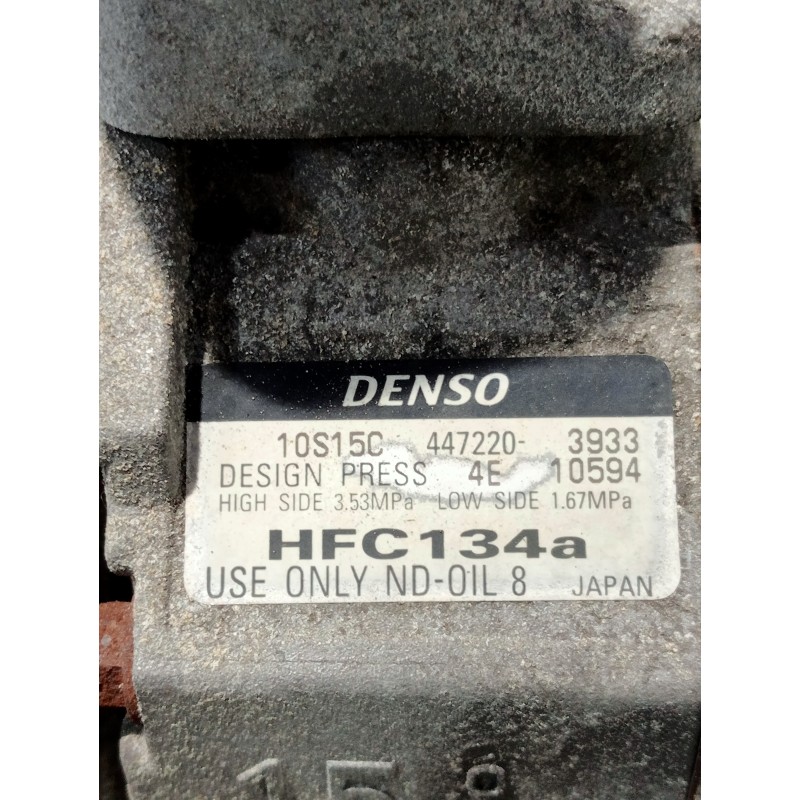 DENSO
10S15C 447220-3933
DESIGN PRESS 4E 10594
HIGH SIDE 3.53MPa LOW SIDE 1.67MPa
HFC134a
USE ONLY ND-OIL 8 JAPAN
15